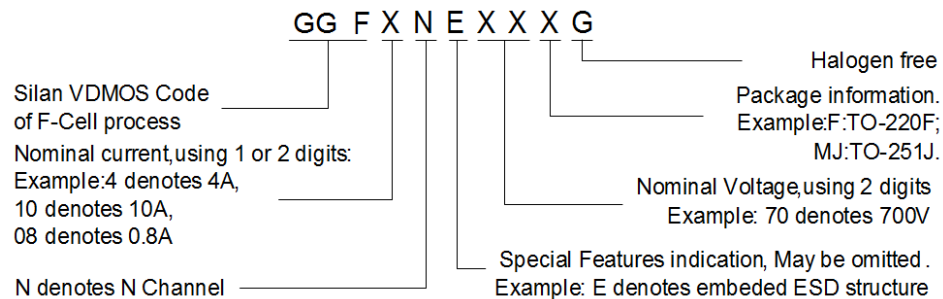 GG F X N E X X X G
Halogen free
Silan VDMOS Code
of F-Cell process
Package information.
Example:F:TO-220F;
MJ:TO-251J.
Nominal current,using 1 or 2 digits:
Example:4 denotes 4A,
10 denotes 10A,
08 denotes 0.8A
Nominal Voltage,using 2 digits
Example: 70 denotes 700V
N denotes N Channel
Special Features indication, May be omitted .
Example: E denotes embeded ESD structure